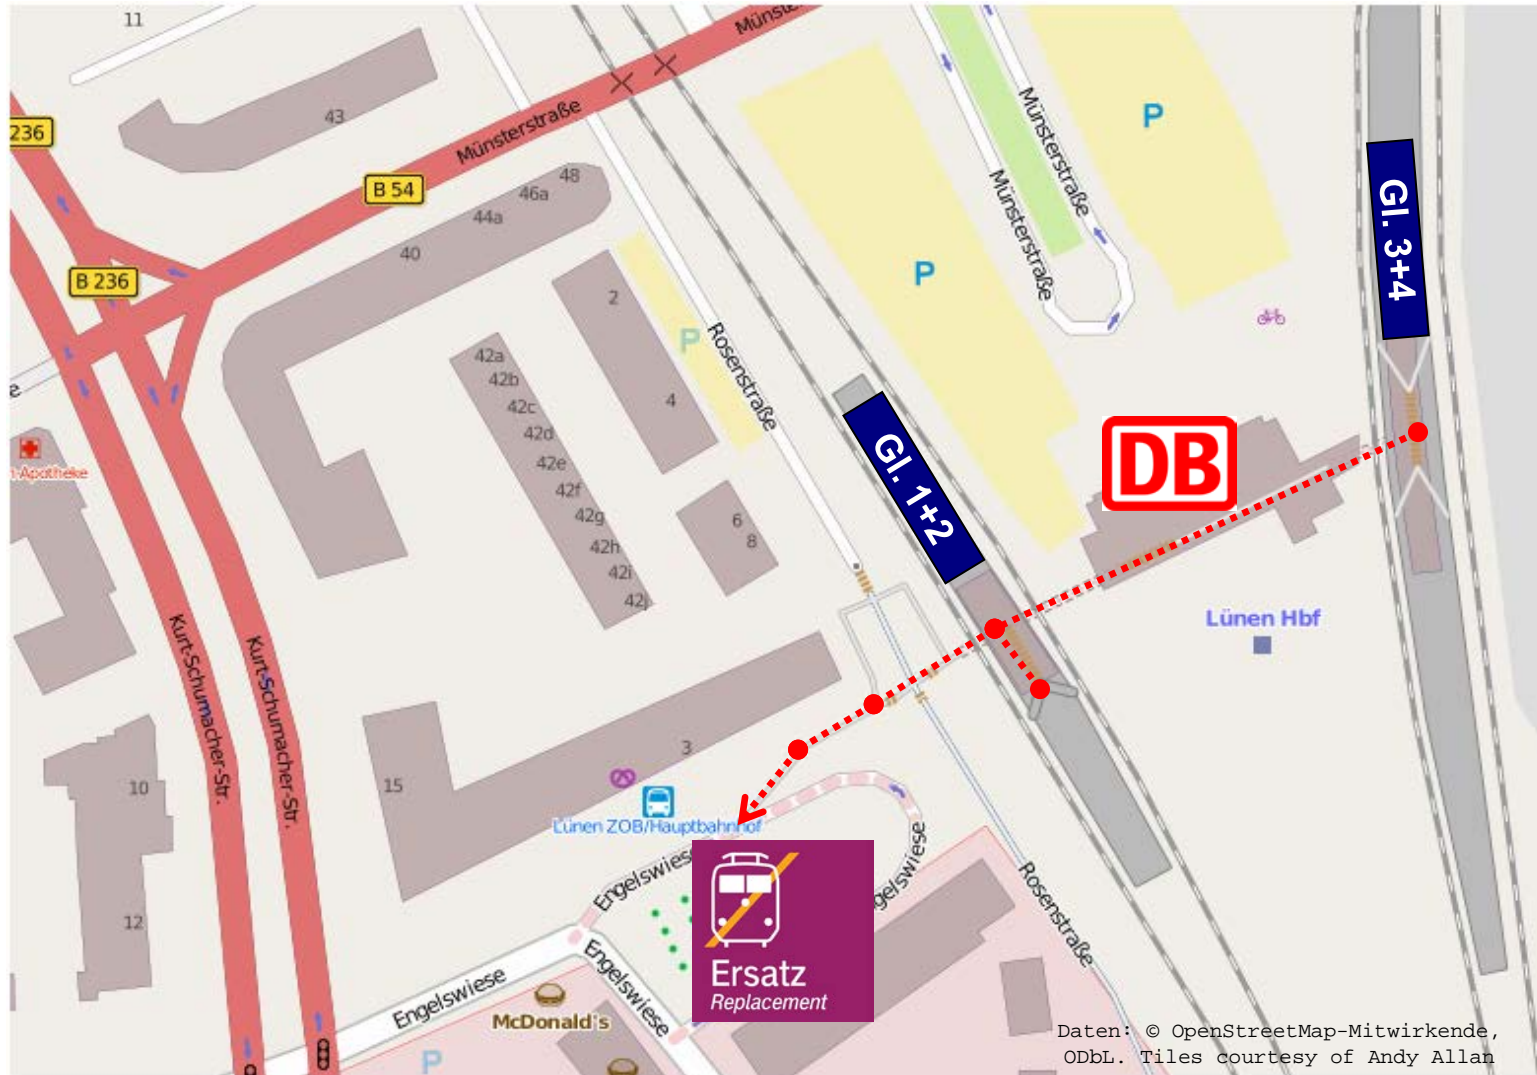 11
Münste
43
236
Münsterstraße
B 54
48
46a
44a
40
B 236
P
Münsterstraße
Münsterstraße
P
Gl. 3+4
2
P
Rosenstraße
42a
42b
42c
42d
42e
42f
42g
42h
42i
42j
4
6
8
Gl. 1+2
DB
-Apotheke
Lünen Hbf
Kurt-Schumacher-Str.
Kurt-Schumacher-Str.
3
15
10
12
Lünen ZOB/Hauptbahnhof
Engelswiese
gelswiese
Rosenstraße
Engelswiese
Engelswiese
McDonald's
P
Ersatz
Replacement
Daten: © OpenStreetMap-Mitwirkende,
ODbL. Tiles courtesy of Andy Allan